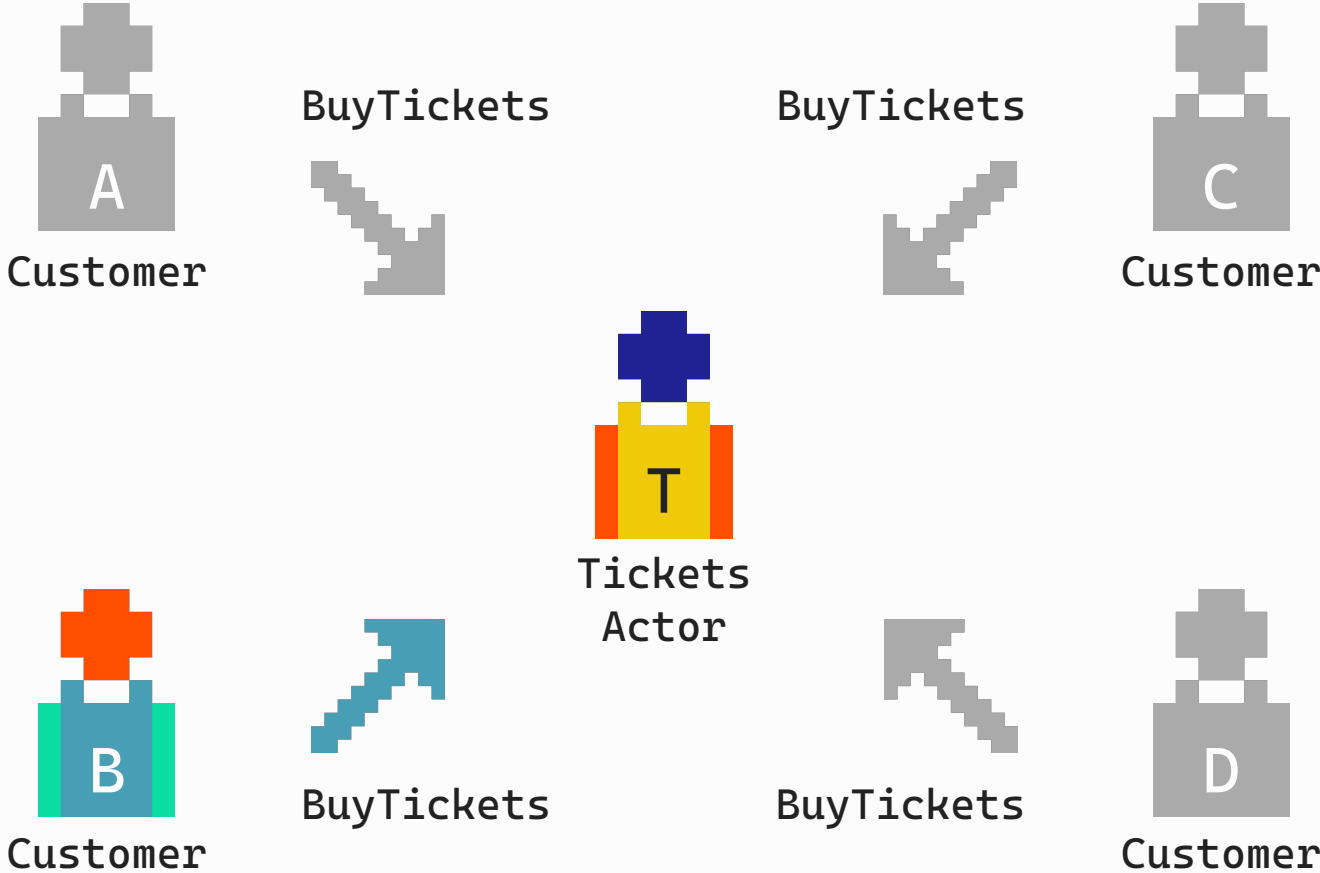 BuyTickets
BuyTickets
A
C
Customer
Customer
T
Tickets
Actor
B
D
BuyTickets
BuyTickets
Customer
Customer